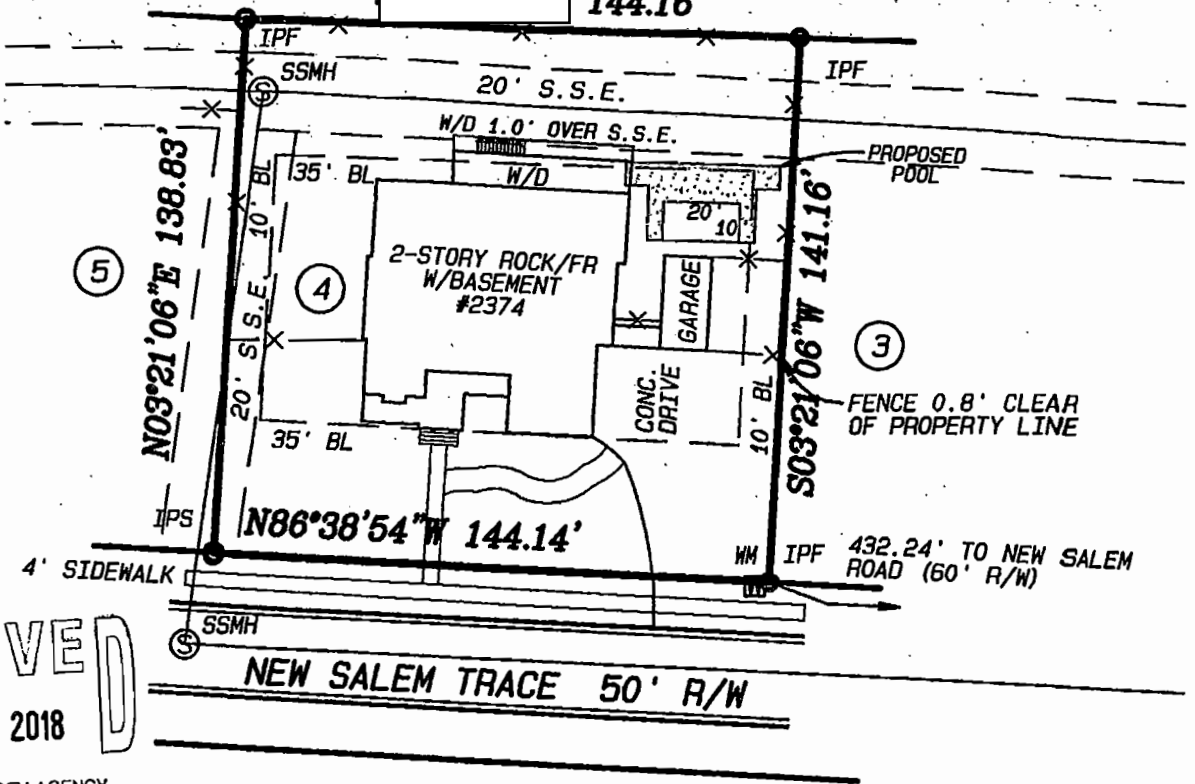 144.16
IPF
SSMH
IPF
20' S.S.E.
W/D 1.0' OVER S.S.E.
PROPOSED
POOL
35' BL
10' BL
W/D
20'
10'
N03°21'06"E 138.83'
S03°21'06"W 141.16'
5
4
2-STORY ROCK/FR
W/BASEMENT
#2374
GARAGE
3
20' S.S.E.
CONC.
DRIVE
10' BL
FENCE 0.8' CLEAR
OF PROPERTY LINE
35' BL
IPS
N86°38'54"W 144.14'
WM
IPF
432.24' TO NEW SALEM
ROAD (60' R/W)
4' SIDEWALK
SSMH
S
S
VED
NEW SALEM TRACE 50' R/W
2018